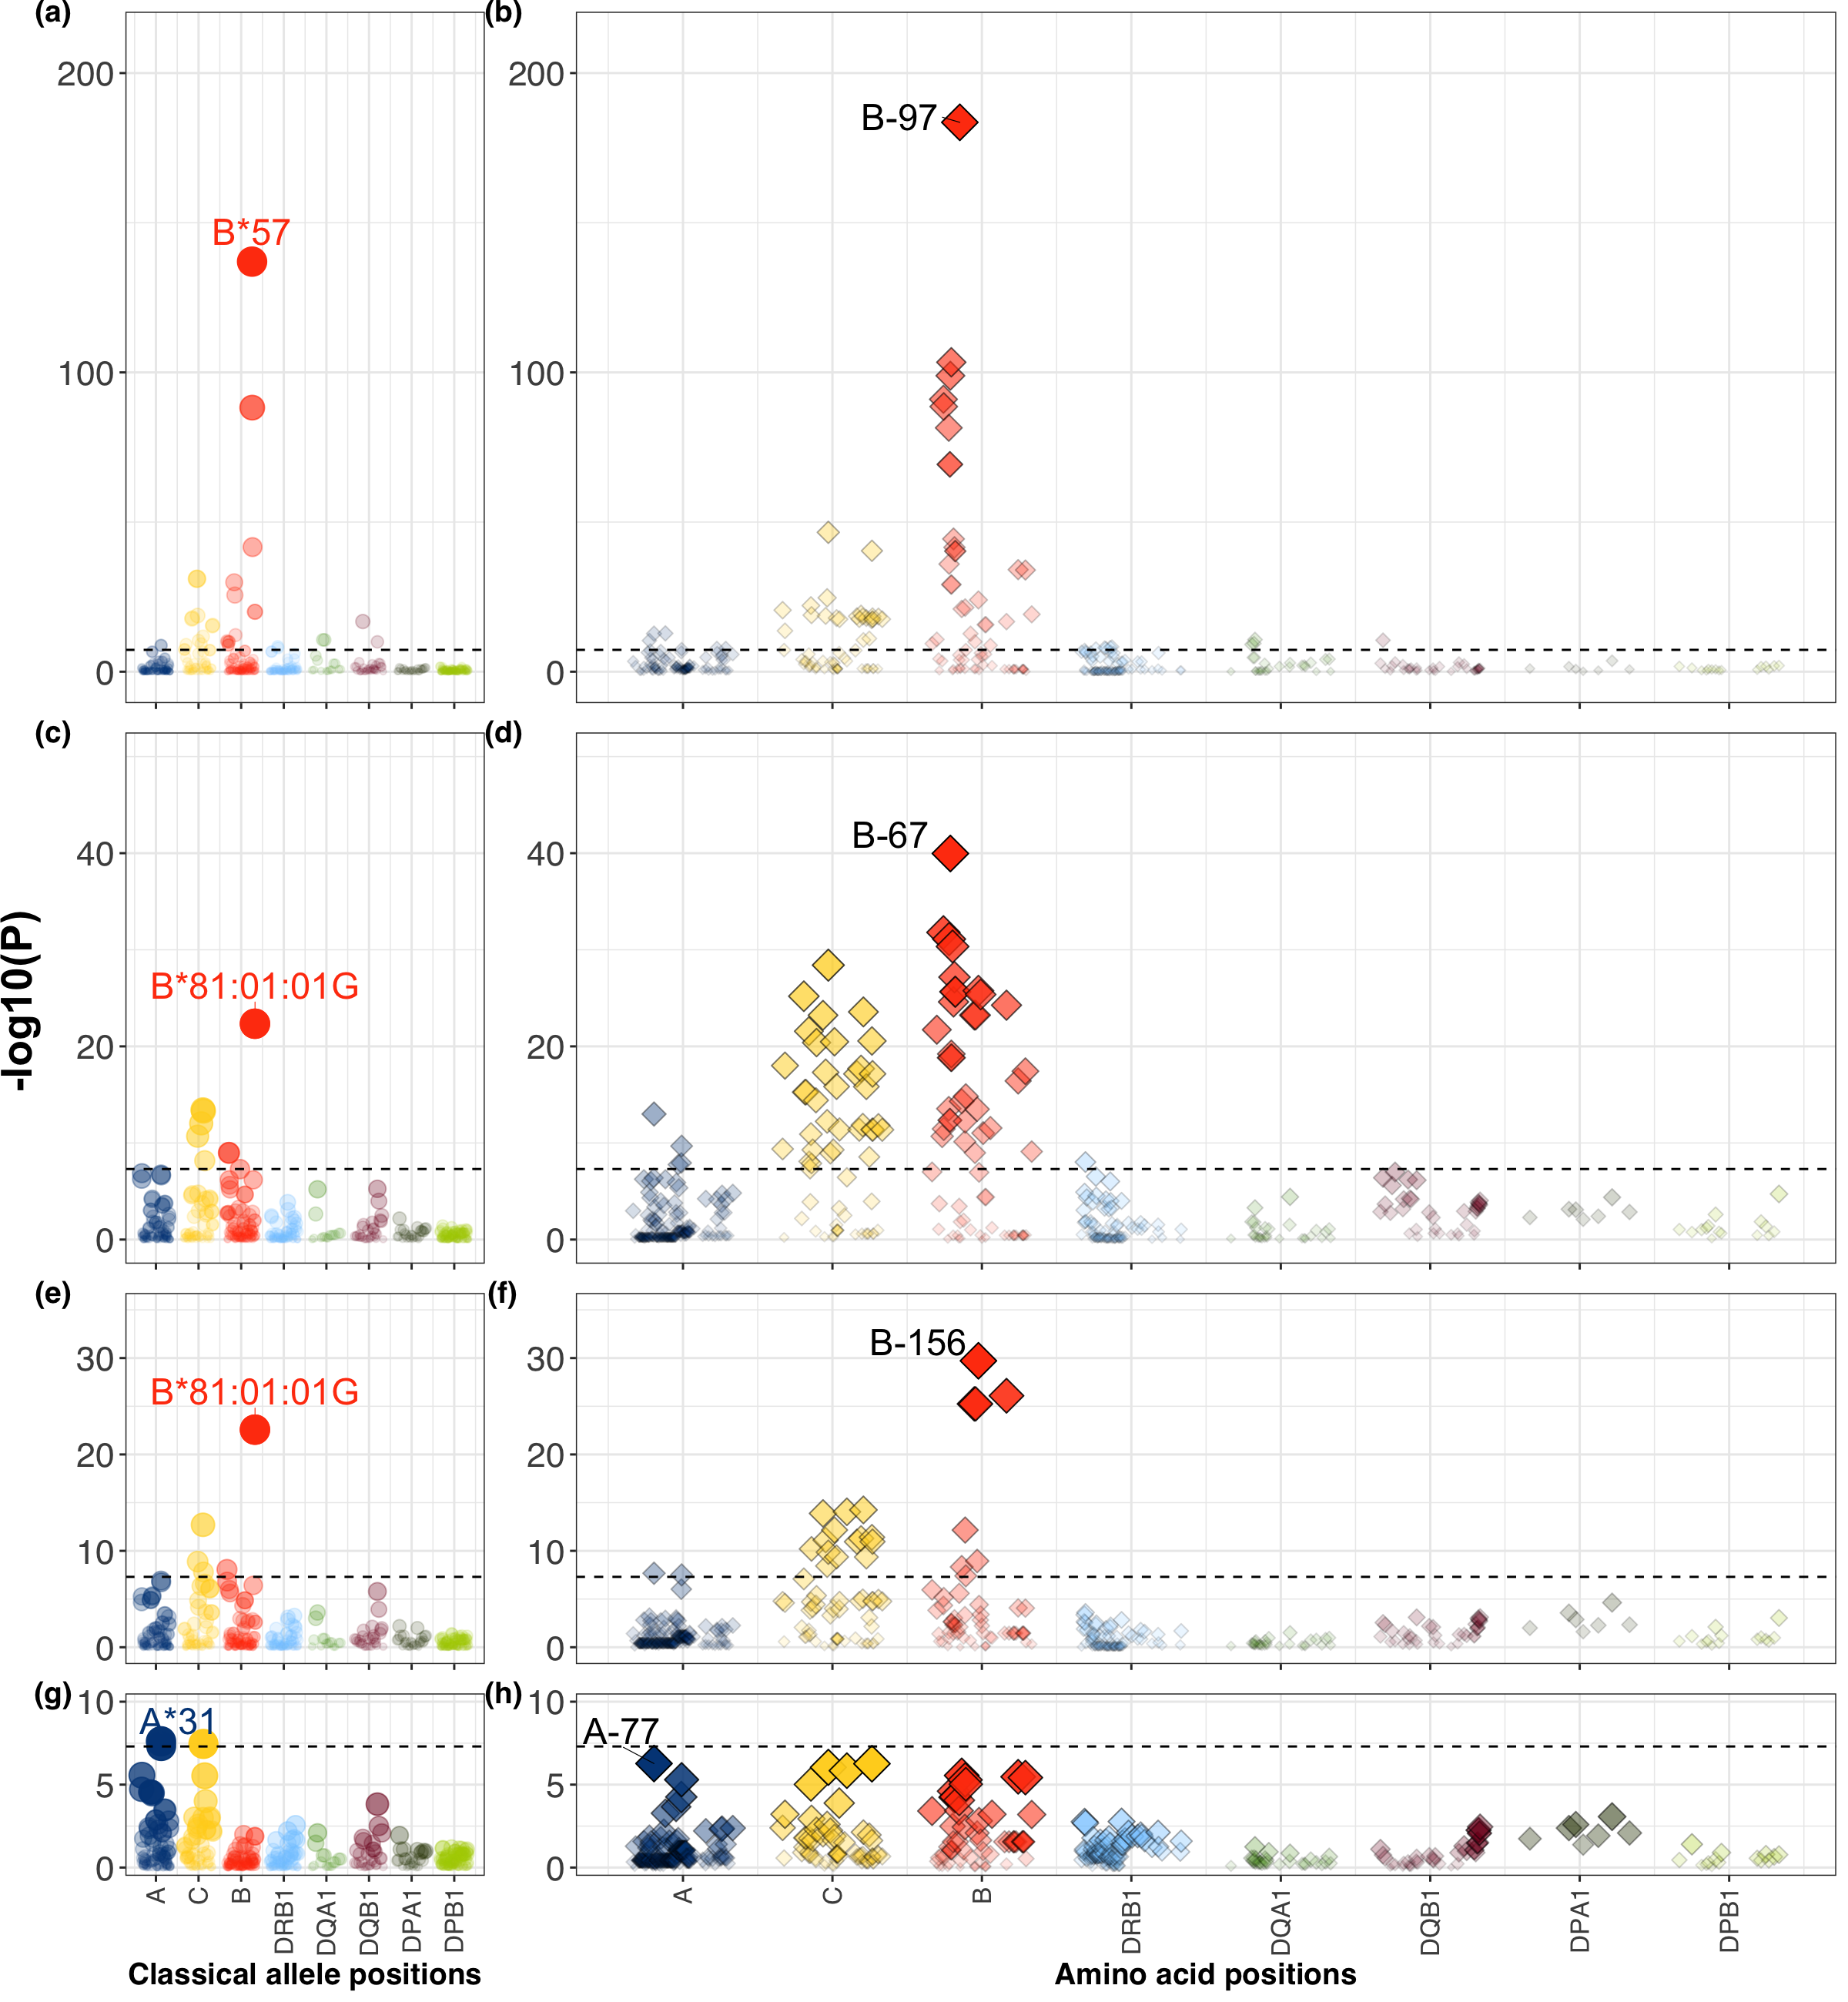 (a)
(b)
200
200
B-97
B*57
100
100
0
0
(c)
(d)
B-67
40
40
B*81:01:01G
20
20
0
0
-log10(P)
(e)
(f)
B-156
30
30
B*81:01:01G
20
20
10
10
0
0
(g)
(h)
10
10
A*31
A-77
5
5
0
0
A
C
B
DRB1
DQA1
DQB1
DPA1
DPB1
A
C
B
DRB1
DQA1
DQB1
DPA1
DPB1
Classical allele positions
Amino acid positions